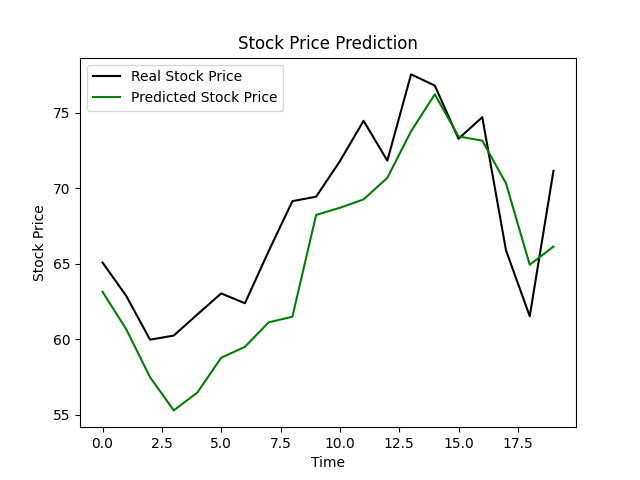 Stock Price Prediction
Real Stock Price
Predicted Stock Price
Stock Price
75
70
65
60
55
0.0 2.5 5.0 7.5 10.0 12.5 15.0 17.5
Time